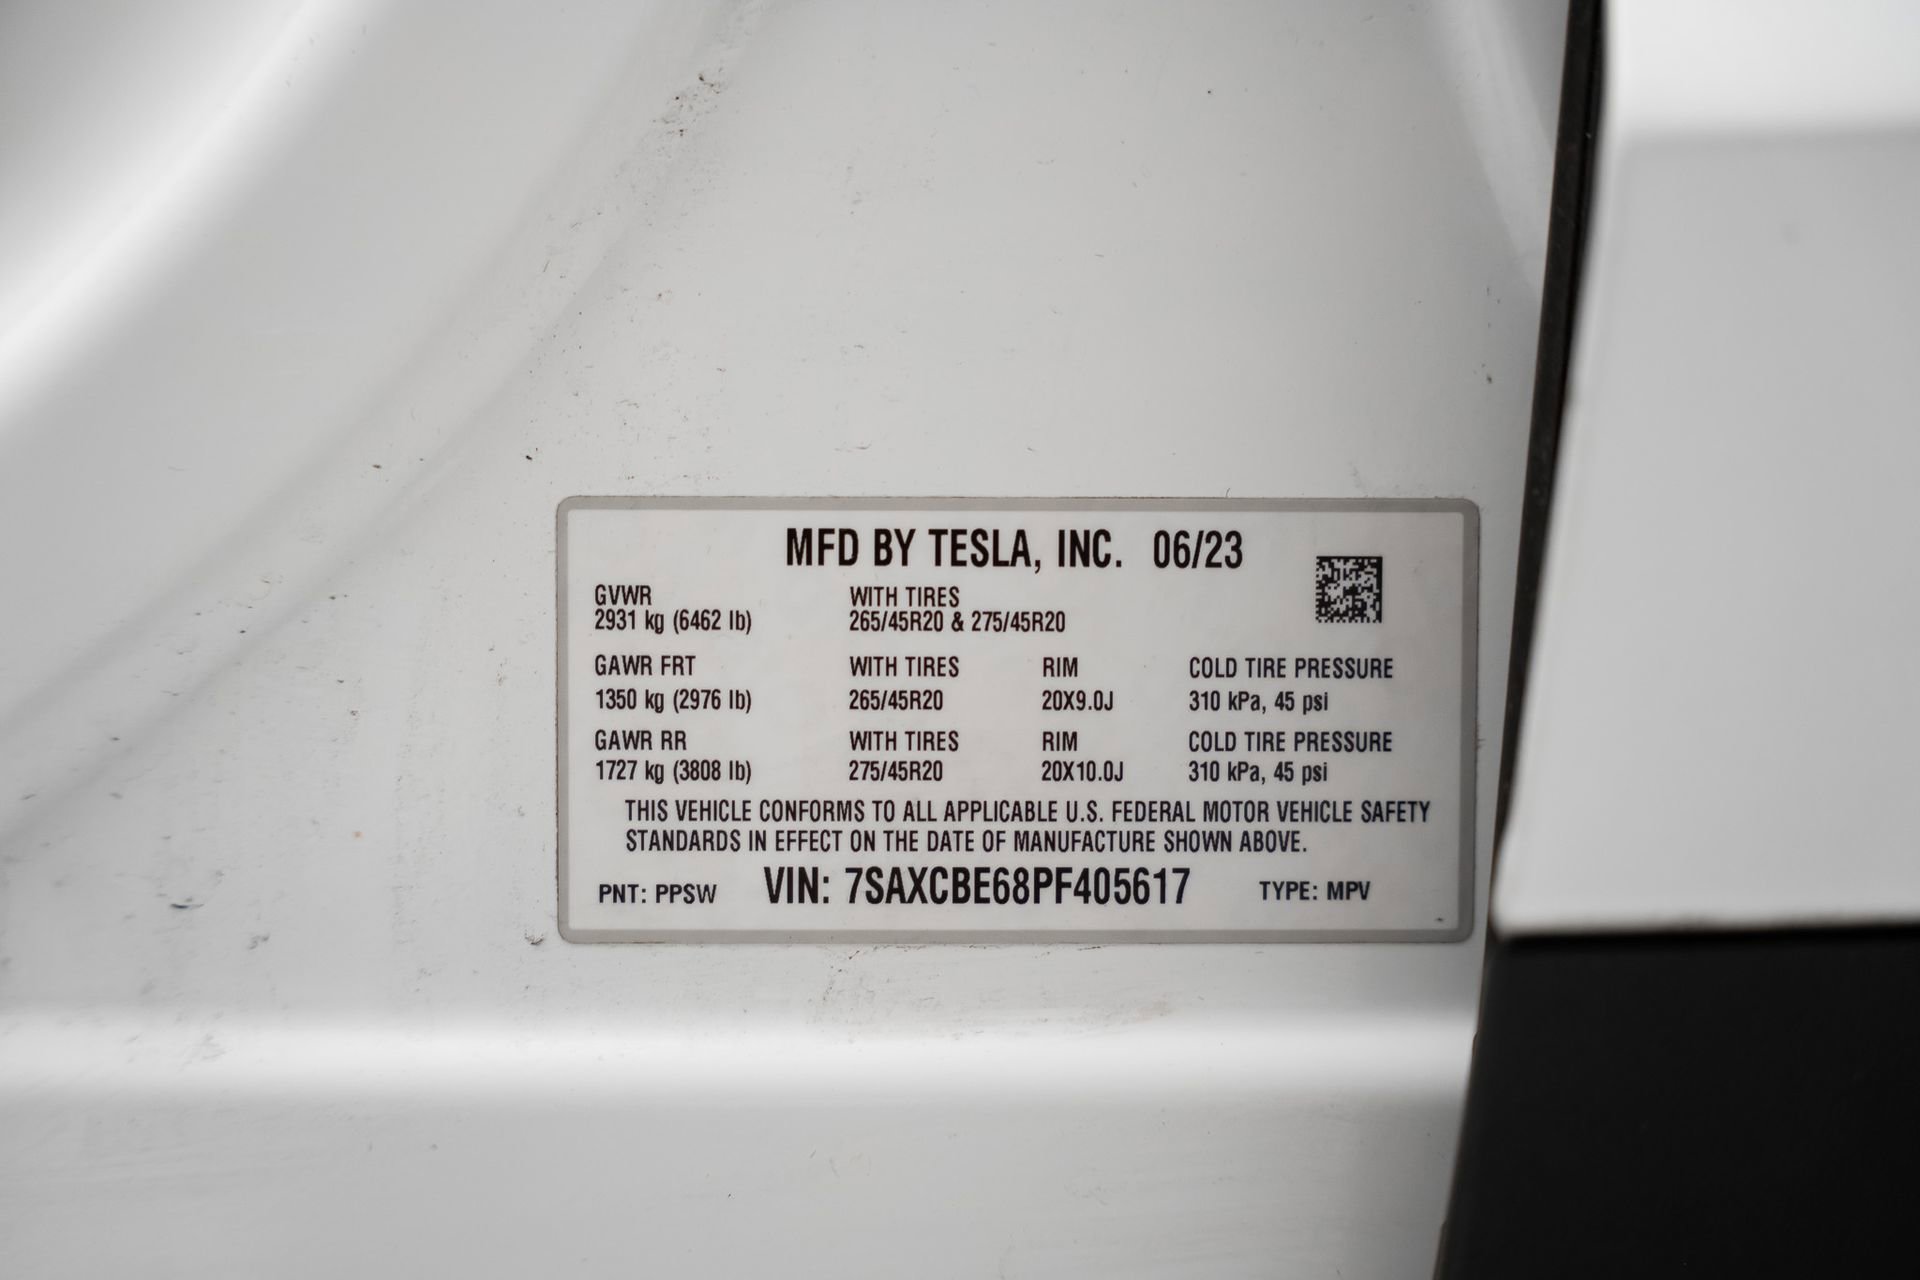 MFD BY TESLA, INC. 06/23
GVWR WITH TIRES
2931 kg (6462 lb) 265/45R20 & 275/45R20
GAWR FRT WITH TIRES RIM COLD TIRE PRESSURE
1350 kg (2976 lb) 265/45R20 20X9.0J 310 kPa, 45 psi
GAWR RR WITH TIRES RIM COLD TIRE PRESSURE
1727 kg (3808 lb) 275/45R20 20X10.0J 310 kPa, 45 psi
THIS VEHICLE CONFORMS TO ALL APPLICABLE U.S. FEDERAL MOTOR VEHICLE SAFETY
STANDARDS IN EFFECT ON THE DATE OF MANUFACTURE SHOWN ABOVE.
PNT: PPSW VIN: 7SAXCBE68PF405617 TYPE: MPV